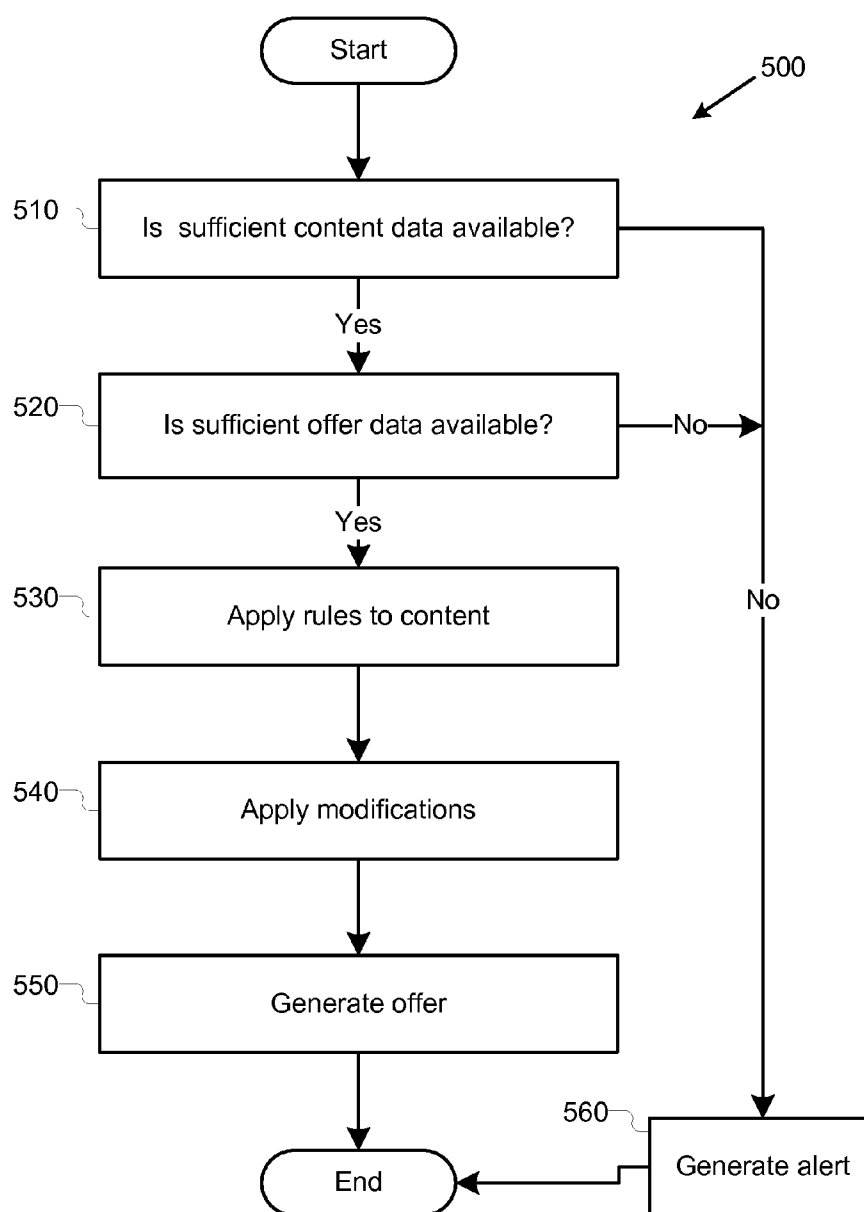 Start
500
510
Is sufficient content data available?
Yes
520
Is sufficient offer data available?
No
Yes
530
Apply rules to content
No
540
Apply modifications
550
Generate offer
560
Generate alert
End